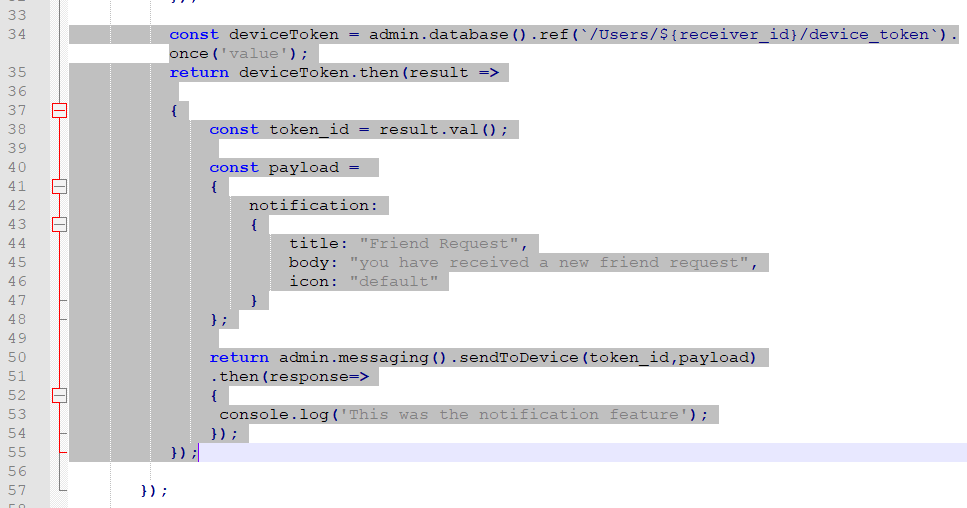 33
34 const deviceToken = admin.database().ref(`/Users/${receiver_id}/device_token`).
once('value');
35 return deviceToken.then(result =>
36
37 {
38 const token_id = result.val();
39
40 const payload =
41 {
42 notification:
43 {
44 title: "Friend Request",
45 body: "you have received a new friend request",
46 icon: "default"
47 }
48 };
49
50 return admin.messaging().sendToDevice(token_id,payload)
51 .then(response=>
52 {
53 console.log('This was the notification feature');
54 });
55 });
56
57 });